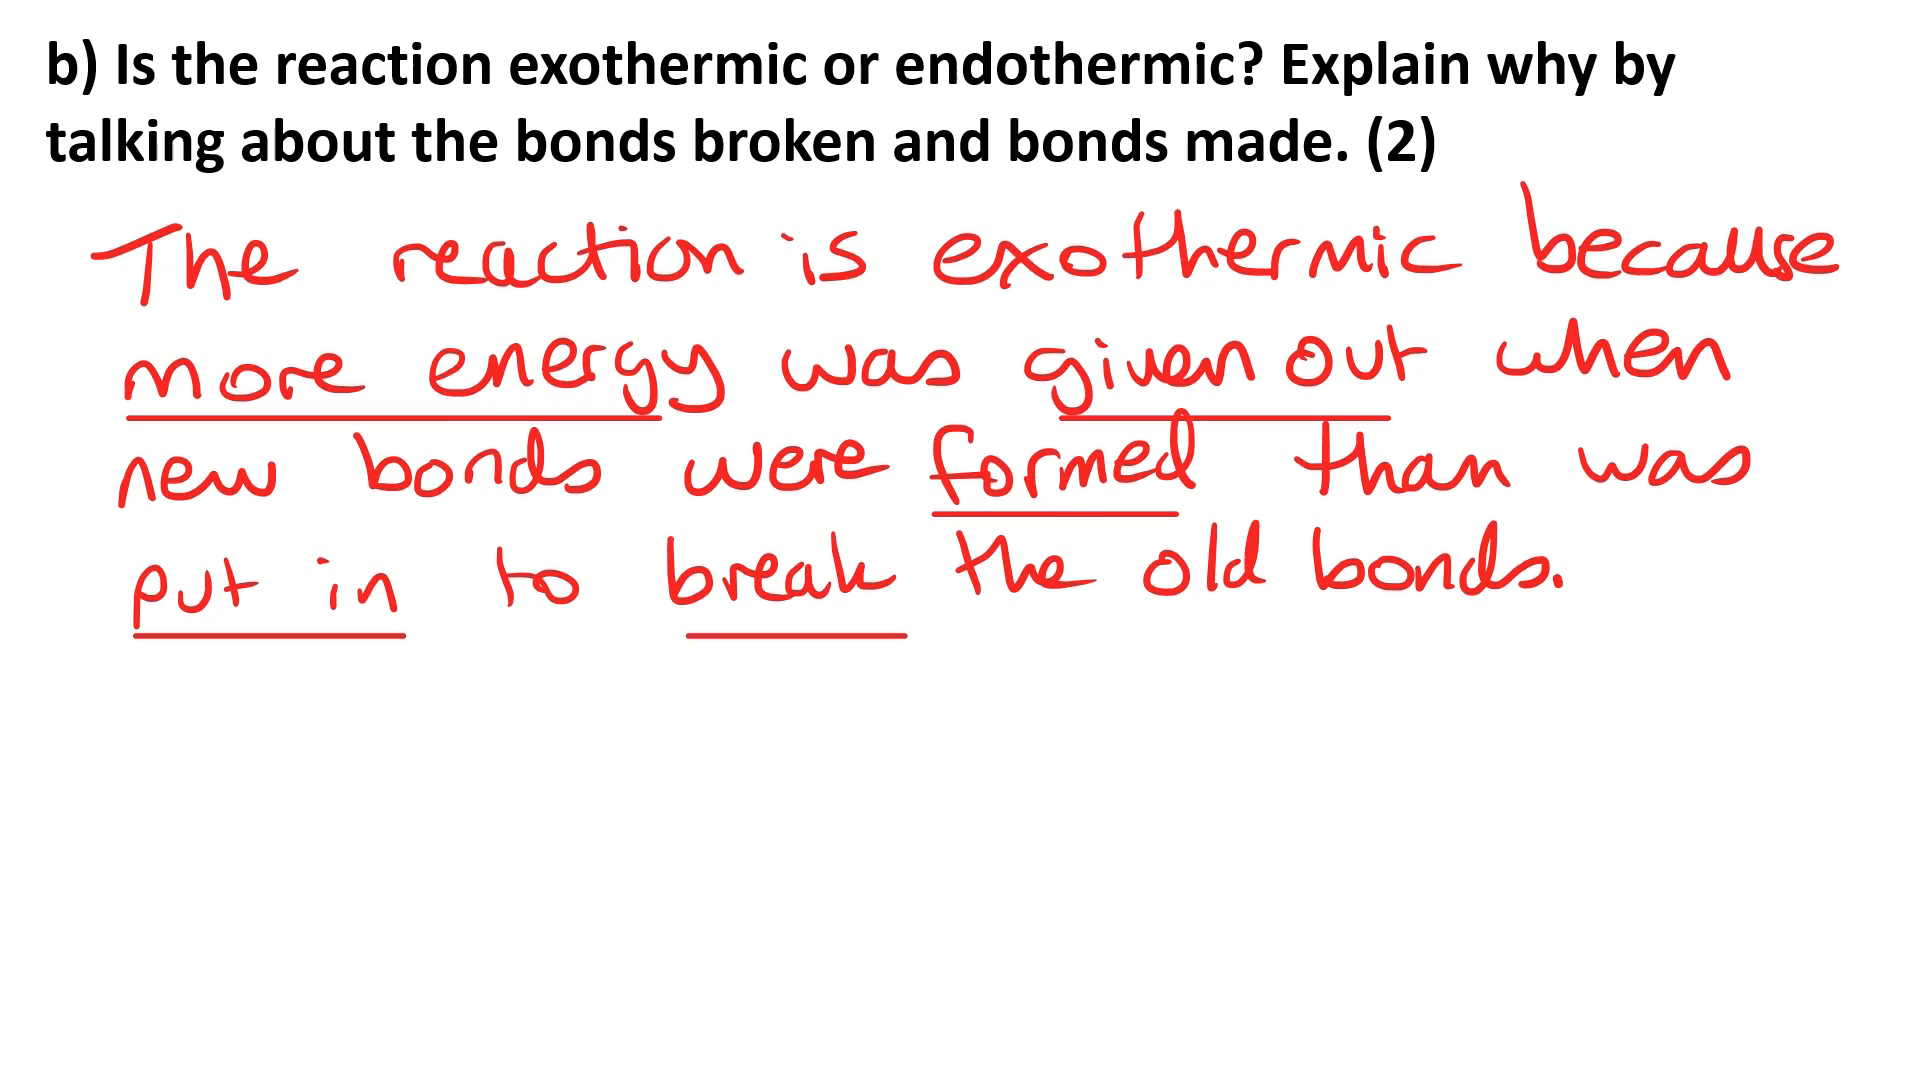 b) Is the reaction exothermic or endothermic? Explain why by
talking about the bonds broken and bonds made. (2)
The reaction is exothermic because
more energy was given out when
new bonds were formed than was
put in to break the old bonds.